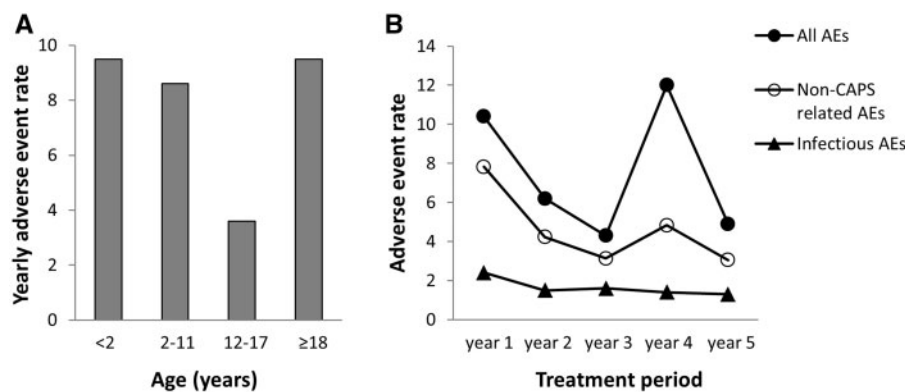 A
Yearly adverse event rate
10
8
6
4
2
0
<2
2-11
12-17
≥18
Age (years)
B
Adverse event rate
14
12
10
8
6
4
2
0
year 1
year 2
year 3
year 4
year 5
Treatment period
All AEs
Non-CAPS
related AEs
Infectious AEs